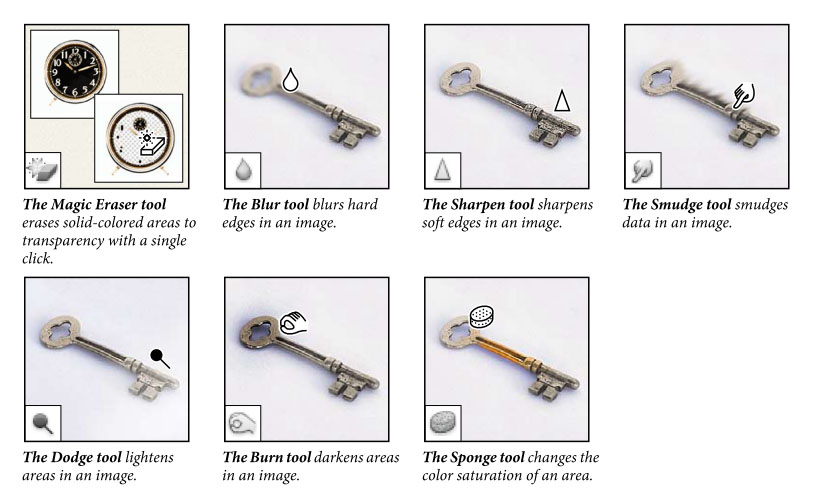 The Magic Eraser tool
erases solid-colored areas to
transparency with a single
click.
The Blur tool blurs hard
edges in an image.
The Sharpen tool sharpens
soft edges in an image.
The Smudge tool smudges
data in an image.
The Dodge tool lightens
areas in an image.
The Burn tool darkens areas
in an image.
The Sponge tool changes the
color saturation of an area.